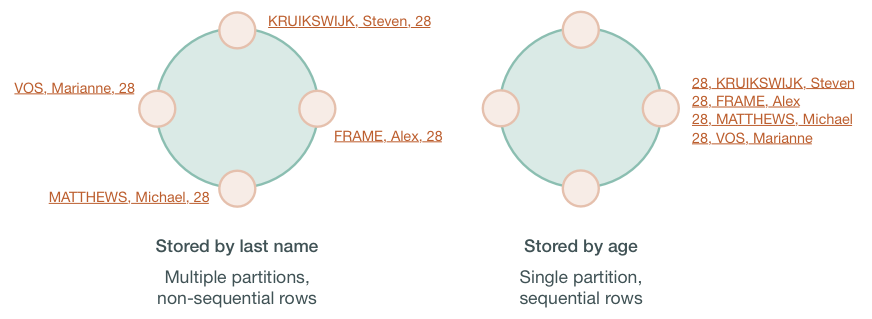 KRUIKSWIJK, Steven, 28
VOS, Marianne, 28
FRAME, Alex, 28
MATTHEWS, Michael, 28
Stored by last name
Multiple partitions,
non-sequential rows
28, KRUIKSWIJK, Steven
28, FRAME, Alex
28, MATTHEWS, Michael
28, VOS, Marianne
Stored by age
Single partition,
sequential rows